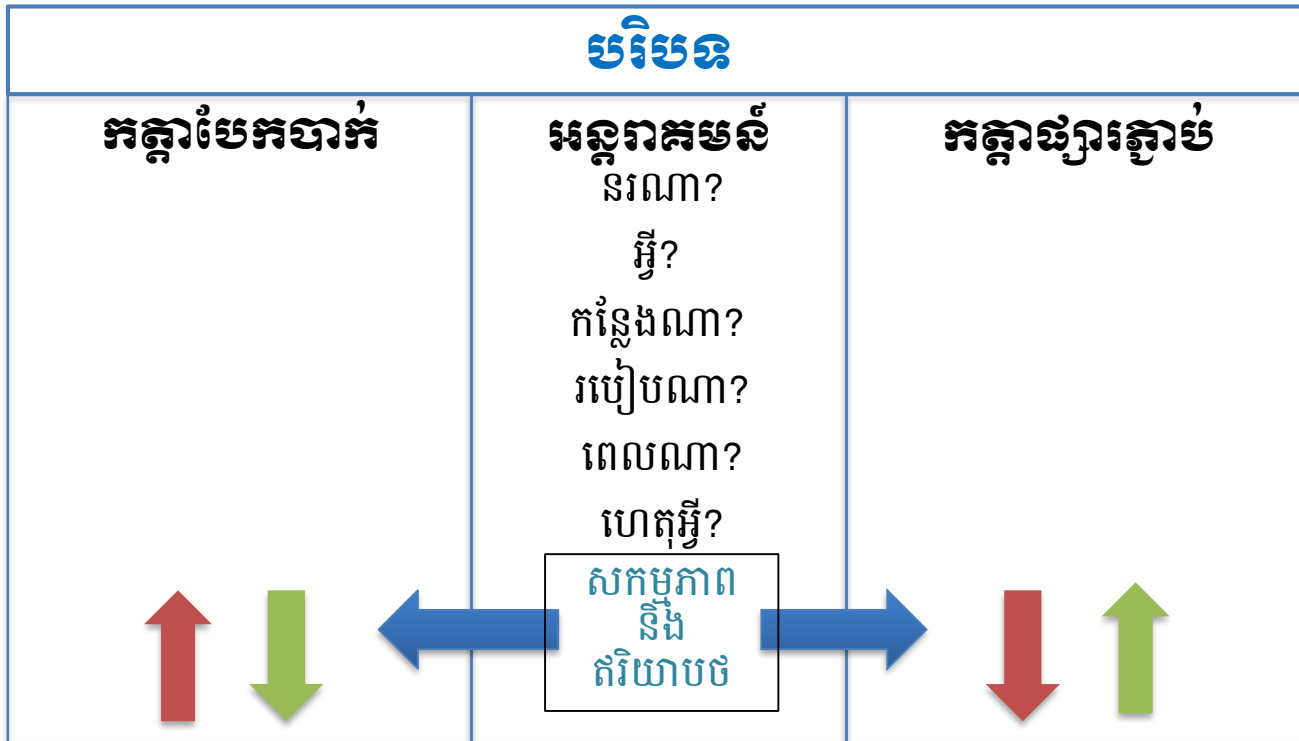 បរិបទ
កត្តាបែកបាក់
អន្តរាគមន៍
កត្តាផ្សារភ្ជាប់
នរណា?
អ្វី?
កន្លែងណា?
របៀបណា?
ពេលណា?
ហេតុអ្វី?
សកម្មភាព
និង
ឥរិយាបថ